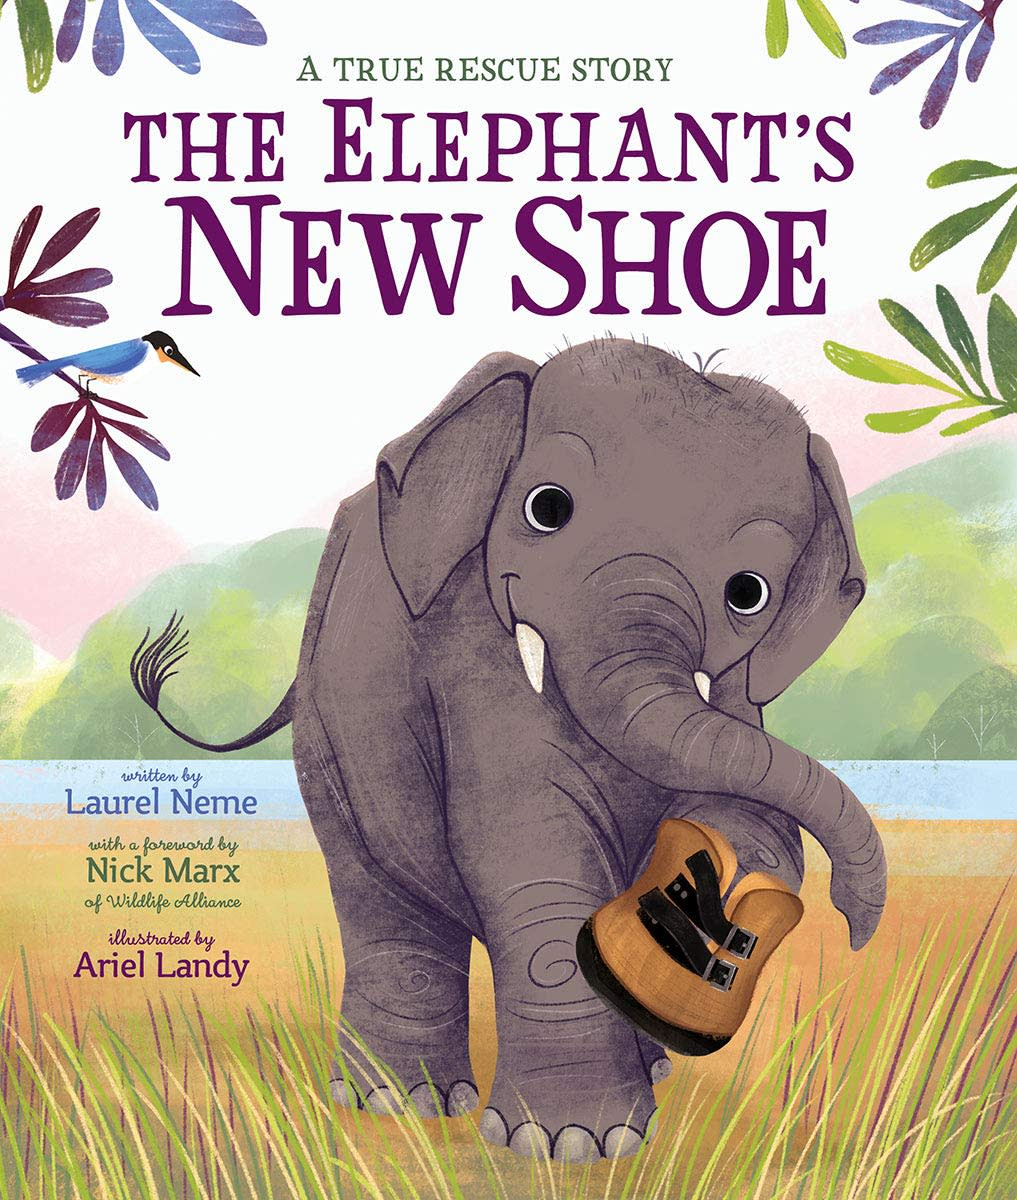 A TRUE RESCUE STORY
THE ELEPHANT'S
NEW SHOE
written by
Laurel Neme
with a foreword by
Nick Marx
of Wildlife Alliance
illustrated by
Ariel Landy